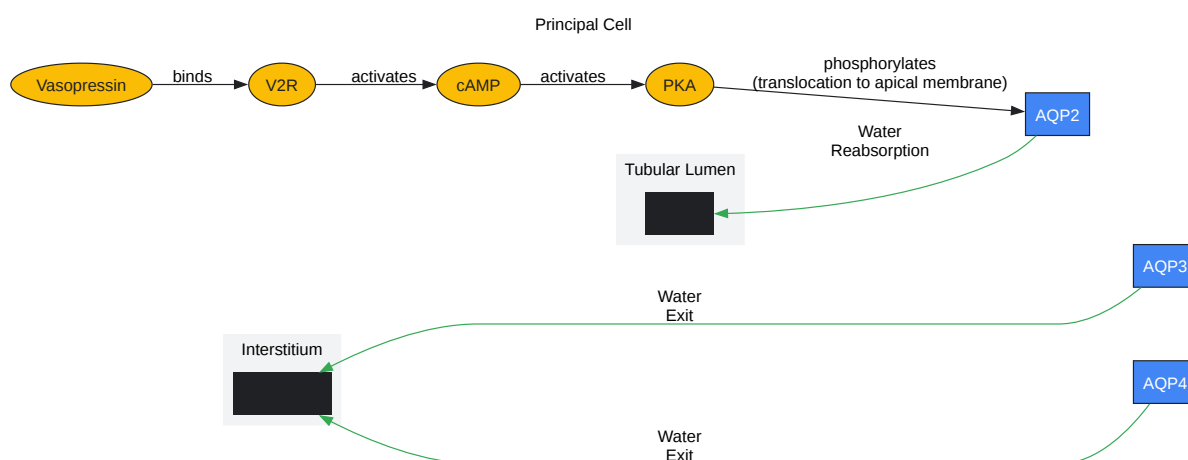 Principal Cell
Vasopressin
binds
V2R
activates
cAMP
activates
PKA
phosphorylates
(translocation to apical membrane)
AQP2
Water
Reabsorption
Tubular Lumen
AQP3
Water
Exit
Interstitium
AQP4
Water
Exit